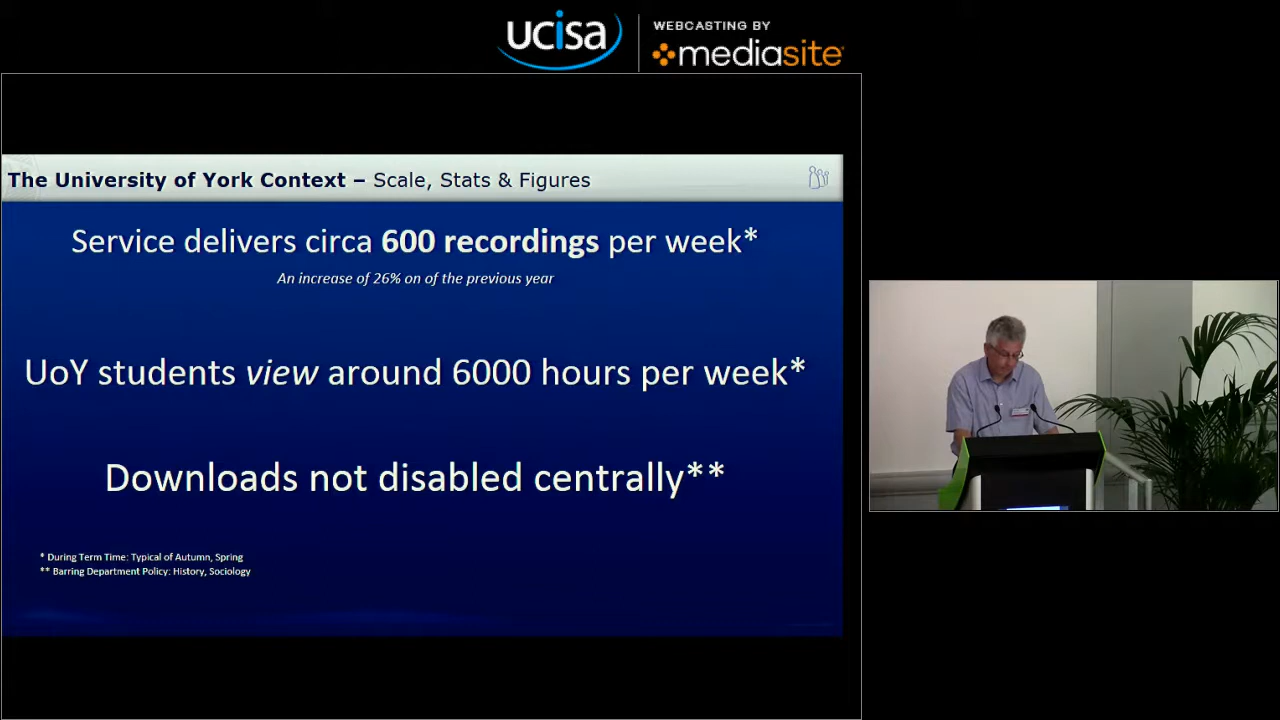 ucisa
WEBCASTING BY
mediasite
The University of York Context – Scale, Stats & Figures
Service delivers circa 600 recordings per week*
An increase of 26% on of the previous year
UoY students view around 6000 hours per week*
Downloads not disabled centrally**
* During Term Time: Typical of Autumn, Spring
** Barring Department Policy: History, Sociology